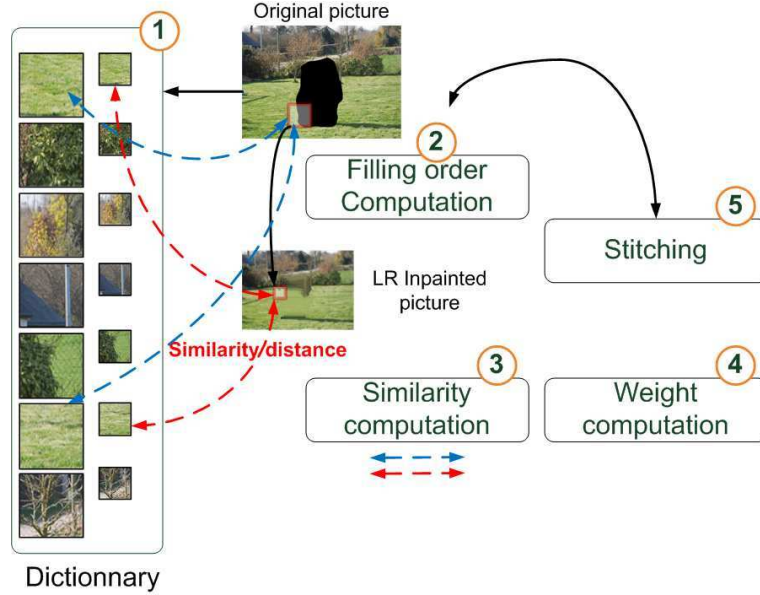 Original picture
1
2
Filling order
Computation
5
Stitching
LR Inpainted
picture
Similarity/distance
3
Similarity
computation
4
Weight
computation
Dictionnary